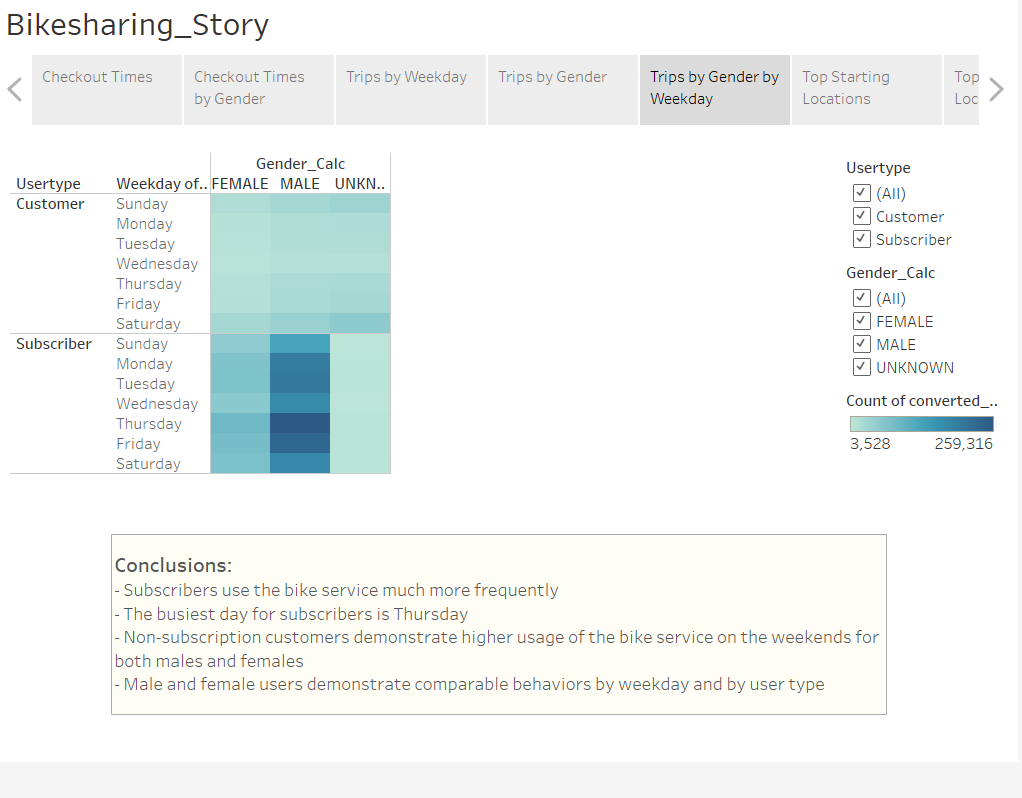 Bikesharing_Story
Checkout Times
Checkout Times
by Gender
Trips by Weekday
Trips by Gender
Trips by Gender by
Weekday
Top Starting
Locations
Top
Loc
Gender_Calc
Usertype Weekday of.. FEMALE MALE UNKN..
Customer Sunday
Monday
Tuesday
Wednesday
Thursday
Friday
Saturday
Subscriber Sunday
Monday
Tuesday
Wednesday
Thursday
Friday
Saturday
Usertype
(All)
Customer
Subscriber
Gender_Calc
(All)
FEMALE
MALE
UNKNOWN
Count of converted_..
3,528 259,316
Conclusions:
- Subscribers use the bike service much more frequently
- The busiest day for subscribers is Thursday
- Non-subscription customers demonstrate higher usage of the bike service on the weekends for
both males and females
- Male and female users demonstrate comparable behaviors by weekday and by user type